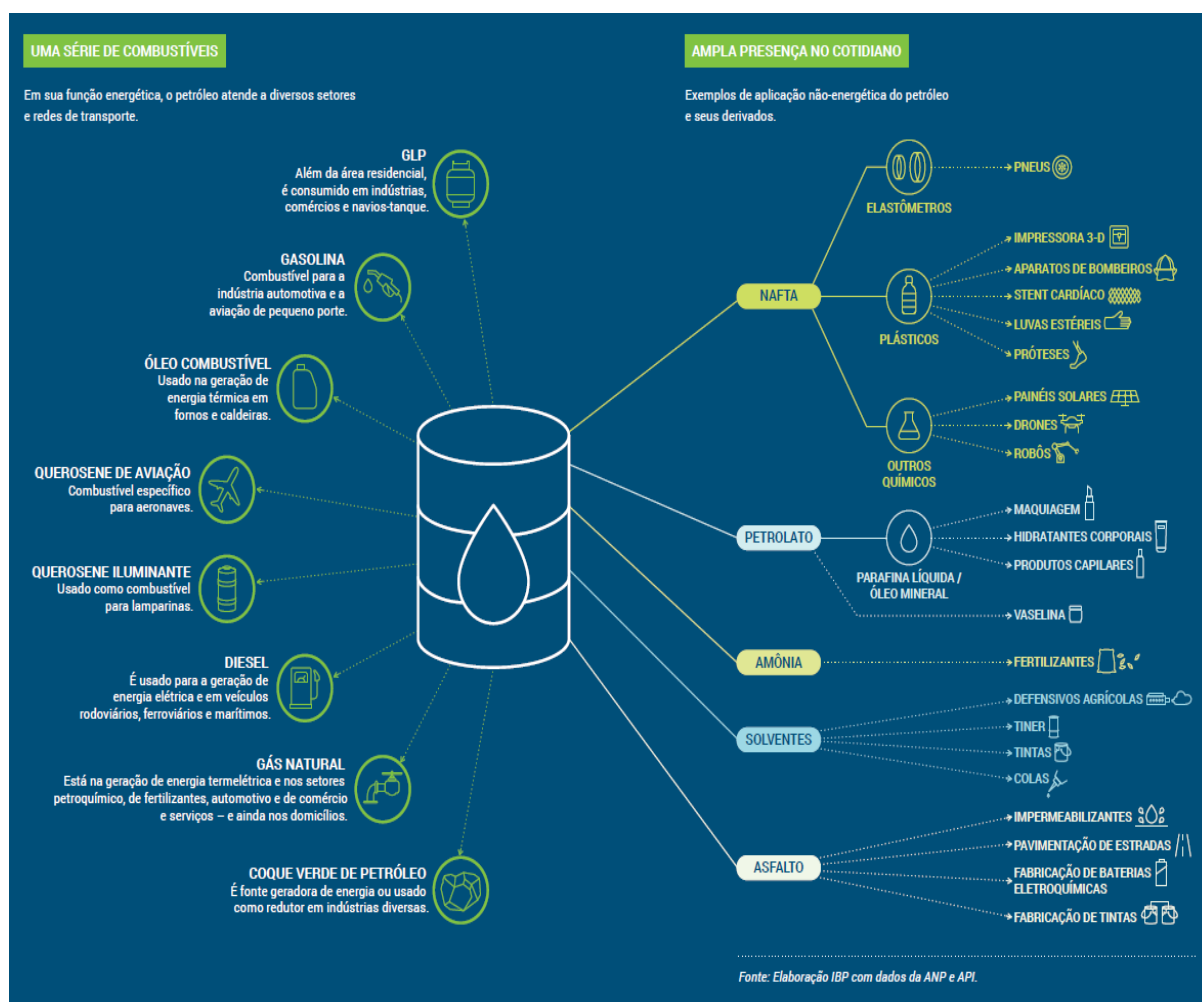 UMA SÉRIE DE COMBUSTÍVEIS
Em sua função energética, o petróleo atende a diversos setores
e redes de transporte.
GLP
Além da área residencial,
é consumido em indústrias,
comércios e navios-tanque.
GASOLINA
Combustível para a
indústria automotiva e a
aviação de pequeno porte.
ÓLEO COMBUSTÍVEL
Usado na geração de
energia térmica em
fornos e caldeiras.
QUEROSENE DE AVIAÇÃO
Combustível específico
para aeronaves.
QUEROSENE ILUMINANTE
Usado como combustível
para lamparinas.
DIESEL
É usado para a geração de
energia elétrica e em veículos
rodoviários, ferroviários e marítimos.
GÁS NATURAL
Está na geração de energia termelétrica e nos setores
petroquímico, de fertilizantes, automotivo e de comércio
e serviços – e ainda nos domicílios.
COQUE VERDE DE PETRÓLEO
É fonte geradora de energia ou usado
como redutor em indústrias diversas.
AMPLA PRESENÇA NO COTIDIANO
Exemplos de aplicação não-energética do petróleo
e seus derivados.
NAFTA
ELASTÔMETROS
PNEUS
PLÁSTICOS
IMPRESSORA 3-D
APARATOS DE BOMBEIROS
STENT CARDÍACO
LUVAS ESTÉREIS
PRÓTESES
OUTROS
QUÍMICOS
PAINÉIS SOLARES
DRONES
ROBÔS
PETROLATO
PARAFINA LÍQUIDA /
ÓLEO MINERAL
MAQUIAGEM
HIDRATANTES CORPORAIS
PRODUTOS CAPILARES
VASELINA
AMÔNIA
FERTILIZANTES
SOLVENTES
DEFENSIVOS AGRÍCOLAS
TINER
TINTAS
COLAS
ASFALTO
IMPERMEABILIZANTES
PAVIMENTAÇÃO DE ESTRADAS
FABRICAÇÃO DE BATERIAS
ELETROQUÍMICAS
FABRICAÇÃO DE TINTAS
Fonte: Elaboração IBP com dados da ANP e API.